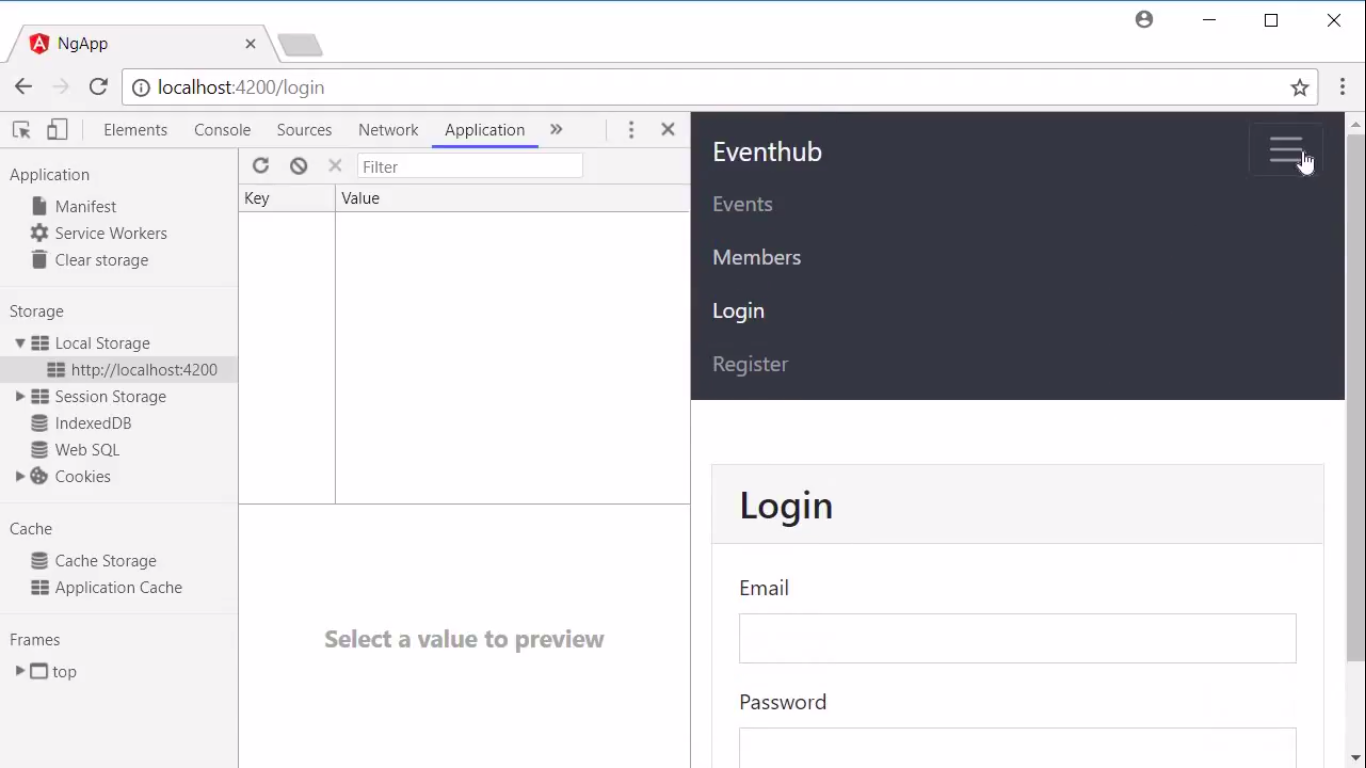 NgApp
localhost:4200/login
Elements Console Sources Network Application »
Application
Manifest
Service Workers
Clear storage
Storage
Local Storage
http://localhost:4200
Session Storage
IndexedDB
Web SQL
Cookies
Cache
Cache Storage
Application Cache
Frames
top
Filter
Key Value
Select a value to preview
Eventhub
Events
Members
Login
Register
Login
Email
Password